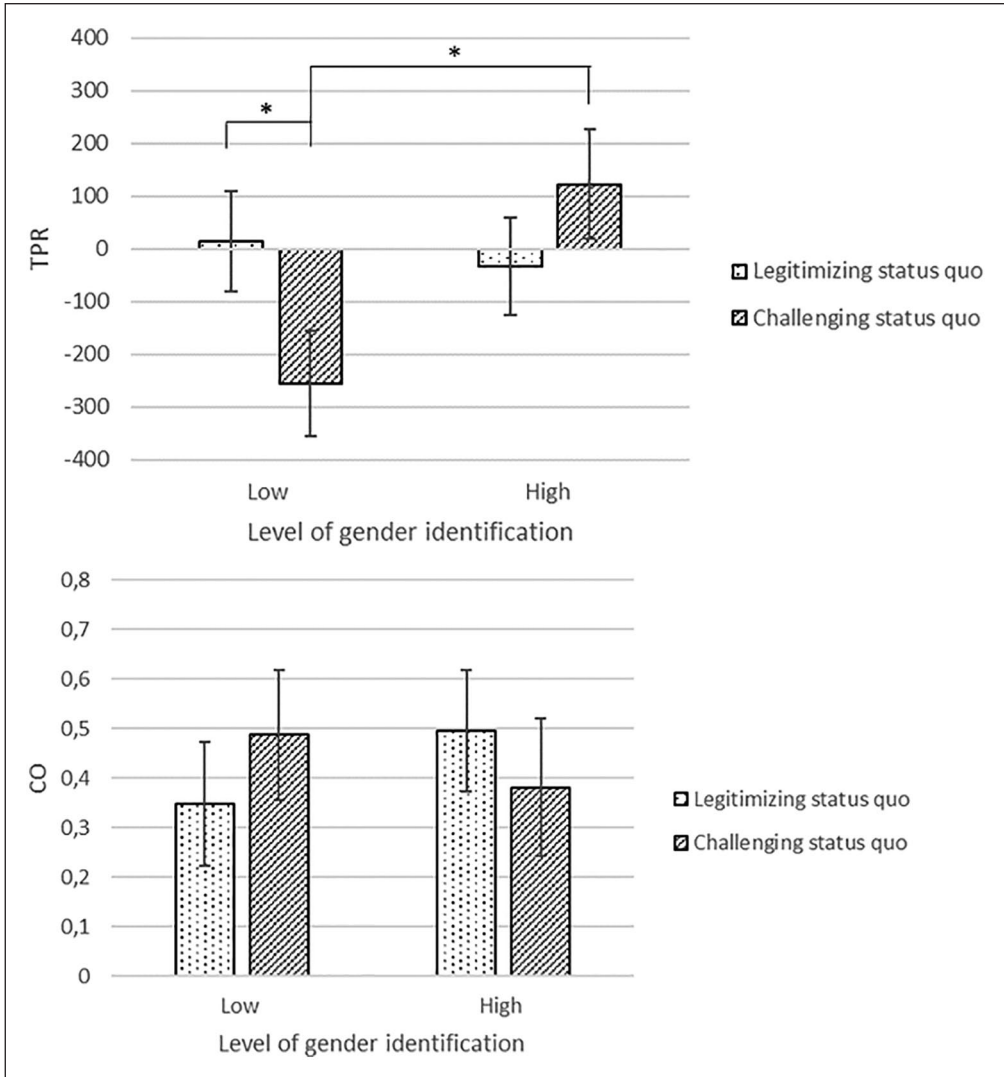 400
300
*
*
200
100
0
-100
-200
-300
-400
TPR
Low
High
Level of gender identification
Legitimizing status quo
Challenging status quo
0,8
0,7
0,6
0,5
0,4
0,3
0,2
0,1
0
CO
Low
High
Level of gender identification
Legitimizing status quo
Challenging status quo